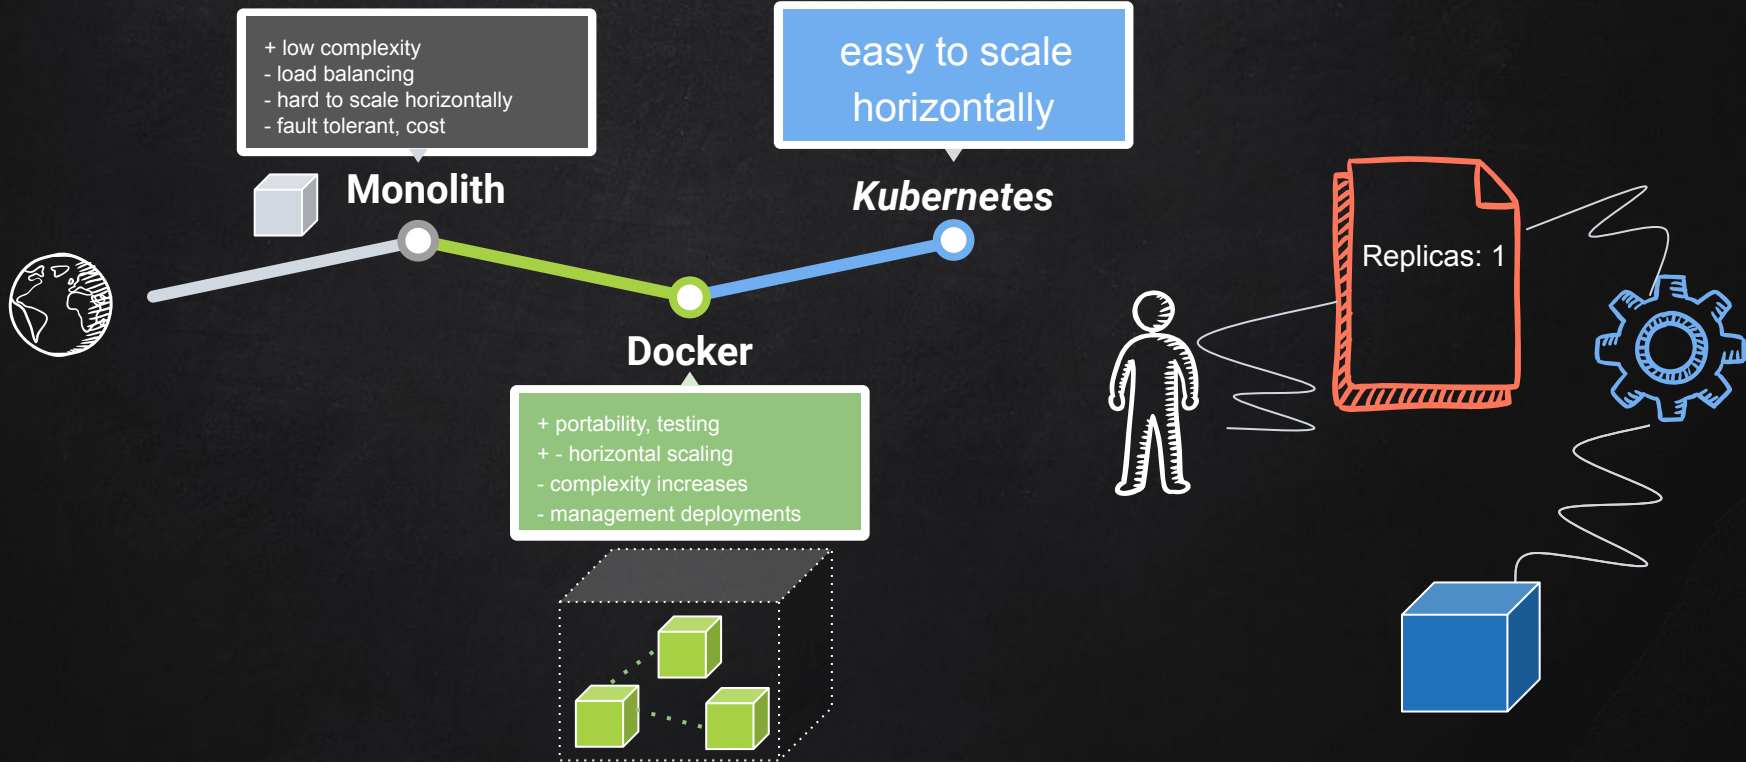 + low complexity
- load balancing
- hard to scale horizontally
- fault tolerant, cost
Monolith
easy to scale
horizontally
Kubernetes
Docker
+ portability, testing
+ - horizontal scaling
- complexity increases
- management deployments
Replicas: 1